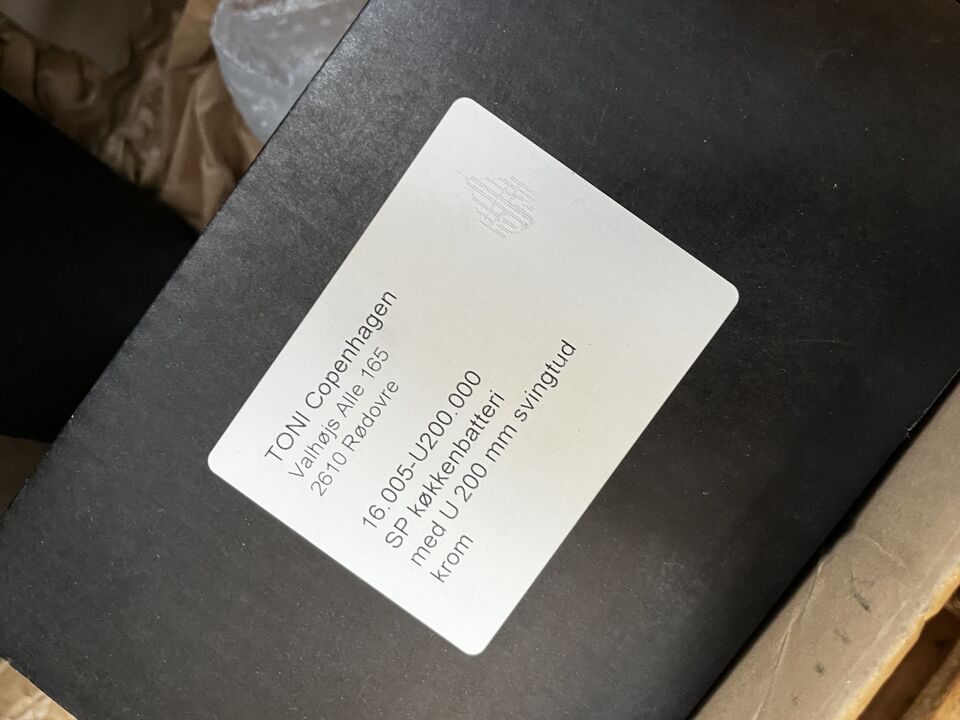 TONI Copenhagen
Valhøjs Alle 165
2610 Rødovre
16.005-U200.000
SP køkkenbatteri
med U 200 mm svingtud
krom